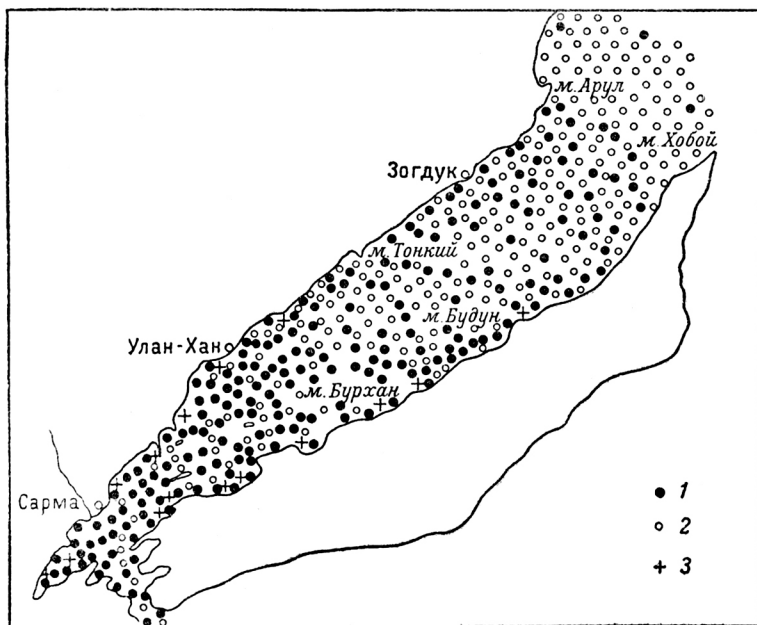 м. Арул
м. Хобой
Зогдук
м. Тонкий
м. Будун
Улан-Хан
м. Бурхан
Сарма
1
2
3